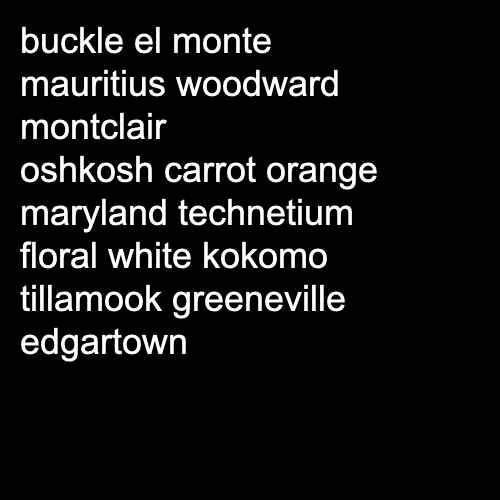 buckle el monte
mauritius woodward
montclair
oshkosh carrot orange
maryland technetium
floral white kokomo
tillamook greeneville
edgartown